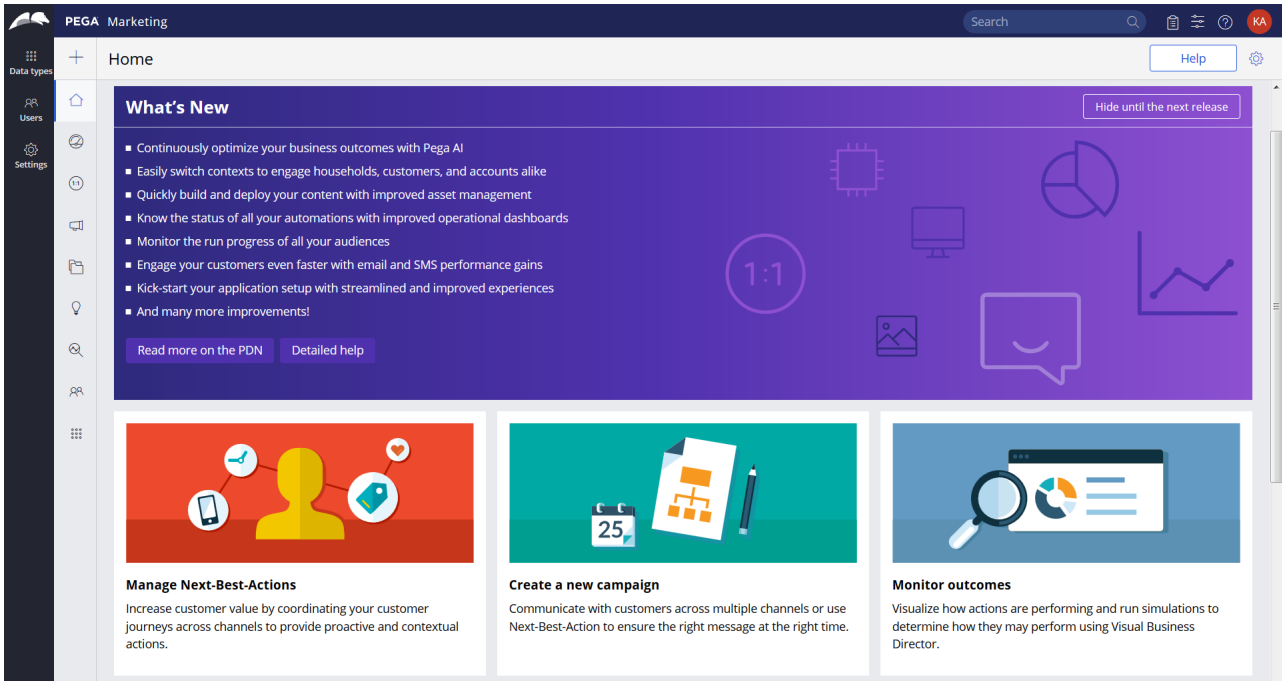 PEGA Marketing
Search
KA
Data types
Users
Settings
Home
Help
What's New
Hide until the next release
Continuously optimize your business outcomes with Pega AI
Easily switch contexts to engage households, customers, and accounts alike
Quickly build and deploy your content with improved asset management
Know the status of all your automations with improved operational dashboards
Monitor the run progress of all your audiences
Engage your customers even faster with email and SMS performance gains
Kick-start your application setup with streamlined and improved experiences
And many more improvements!
Read more on the PDN
Detailed help
1:1
1:1
25
Manage Next-Best-Actions
Increase customer value by coordinating your customer
journeys across channels to provide proactive and contextual
actions.
Create a new campaign
Communicate with customers across multiple channels or use
Next-Best-Action to ensure the right message at the right time.
Monitor outcomes
Visualize how actions are performing and run simulations to
determine how they may perform using Visual Business
Director.